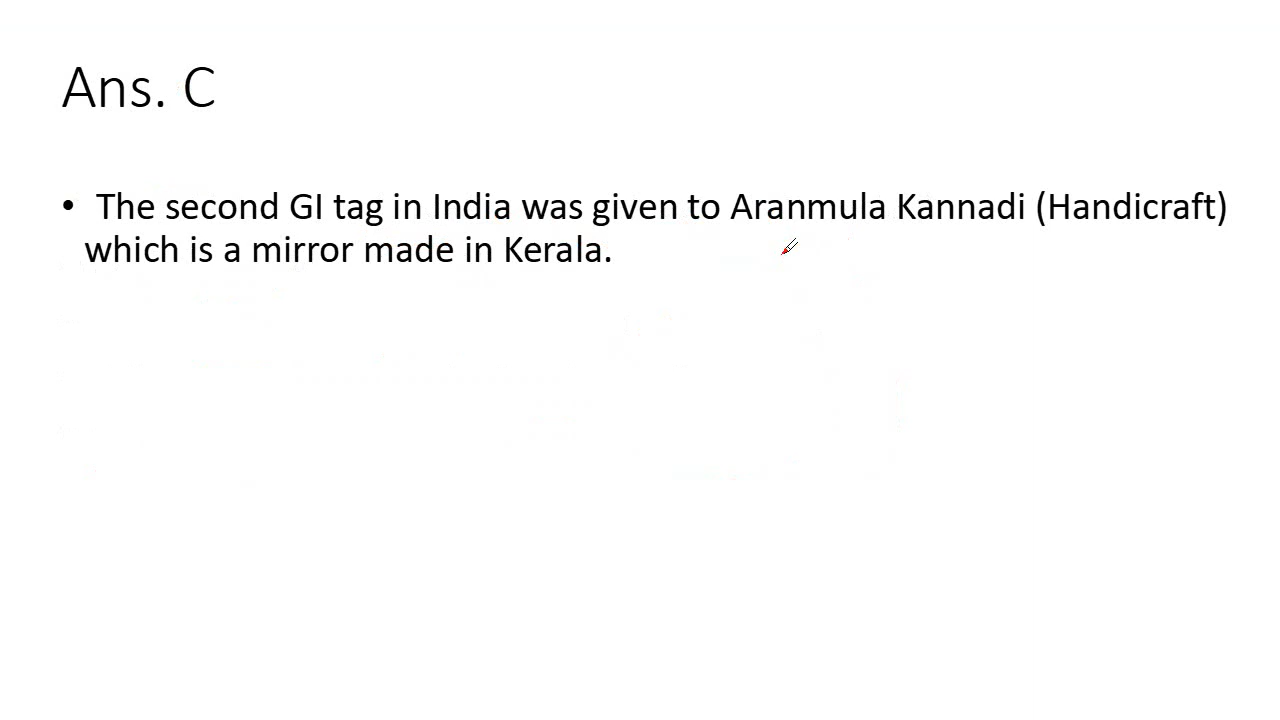 Ans. C
• The second GI tag in India was given to Aranmula Kannadi (Handicraft)
which is a mirror made in Kerala.